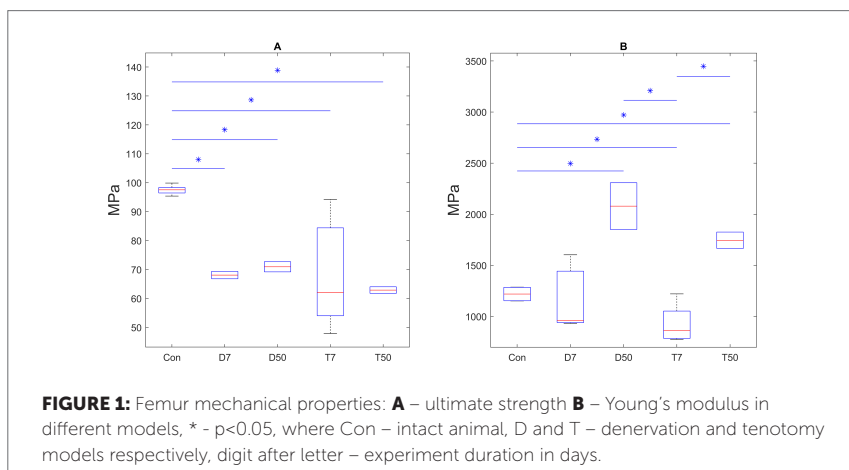 A
140
130
120
110
100
90
80
70
60
50
MPa
*
*
*
*
Con D7 D50 T7 T50
B
3500
3000
2500
2000
1500
1000
MPa
*
*
*
*
*
Con D7 D50 T7 T50
FIGURE 1: Femur mechanical properties: A – ultimate strength B – Young's modulus in
different models, * - p<0.05, where Con – intact animal, D and T – denervation and tenotomy
models respectively, digit after letter – experiment duration in days.